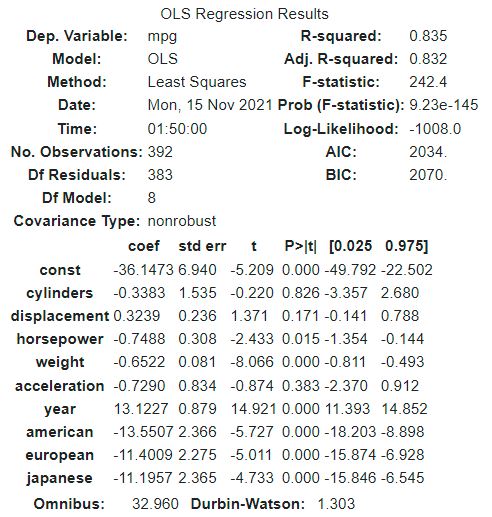 OLS Regression Results
Dep. Variable: mpg R-squared: 0.835
Model: OLS Adj. R-squared: 0.832
Method: Least Squares F-statistic: 242.4
Date: Mon, 15 Nov 2021 Prob (F-statistic): 9.23e-145
Time: 01:50:00 Log-Likelihood: -1008.0
No. Observations: 392 AIC: 2034.
Df Residuals: 383 BIC: 2070.
Df Model: 8
Covariance Type: nonrobust
coef std err t P>|t| [0.025 0.975]
const -36.1473 6.940 -5.209 0.000 -49.792 -22.502
cylinders -0.3383 1.535 -0.220 0.826 -3.357 2.680
displacement 0.3239 0.236 1.371 0.171 -0.141 0.788
horsepower -0.7488 0.308 -2.433 0.015 -1.354 -0.144
weight -0.6522 0.081 -8.066 0.000 -0.811 -0.493
acceleration -0.7290 0.834 -0.874 0.383 -2.370 0.912
year 13.1227 0.879 14.921 0.000 11.393 14.852
american -13.5507 2.366 -5.727 0.000 -18.203 -8.898
european -11.4009 2.275 -5.011 0.000 -15.874 -6.928
japanese -11.1957 2.365 -4.733 0.000 -15.846 -6.545
Omnibus: 32.960 Durbin-Watson: 1.303